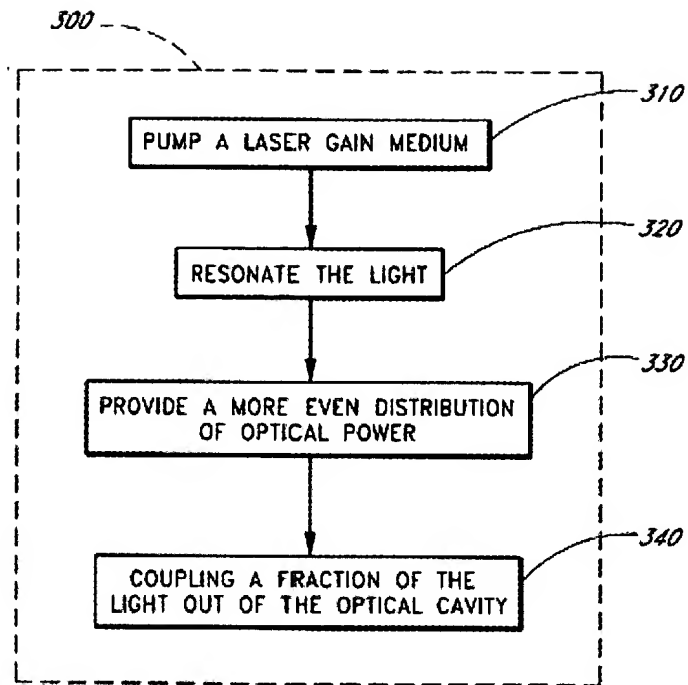 300
310
PUMP A LASER GAIN MEDIUM
320
RESONATE THE LIGHT
330
PROVIDE A MORE EVEN DISTRIBUTION
OF OPTICAL POWER
340
COUPLING A FRACTION OF THE
LIGHT OUT OF THE OPTICAL CAVITY